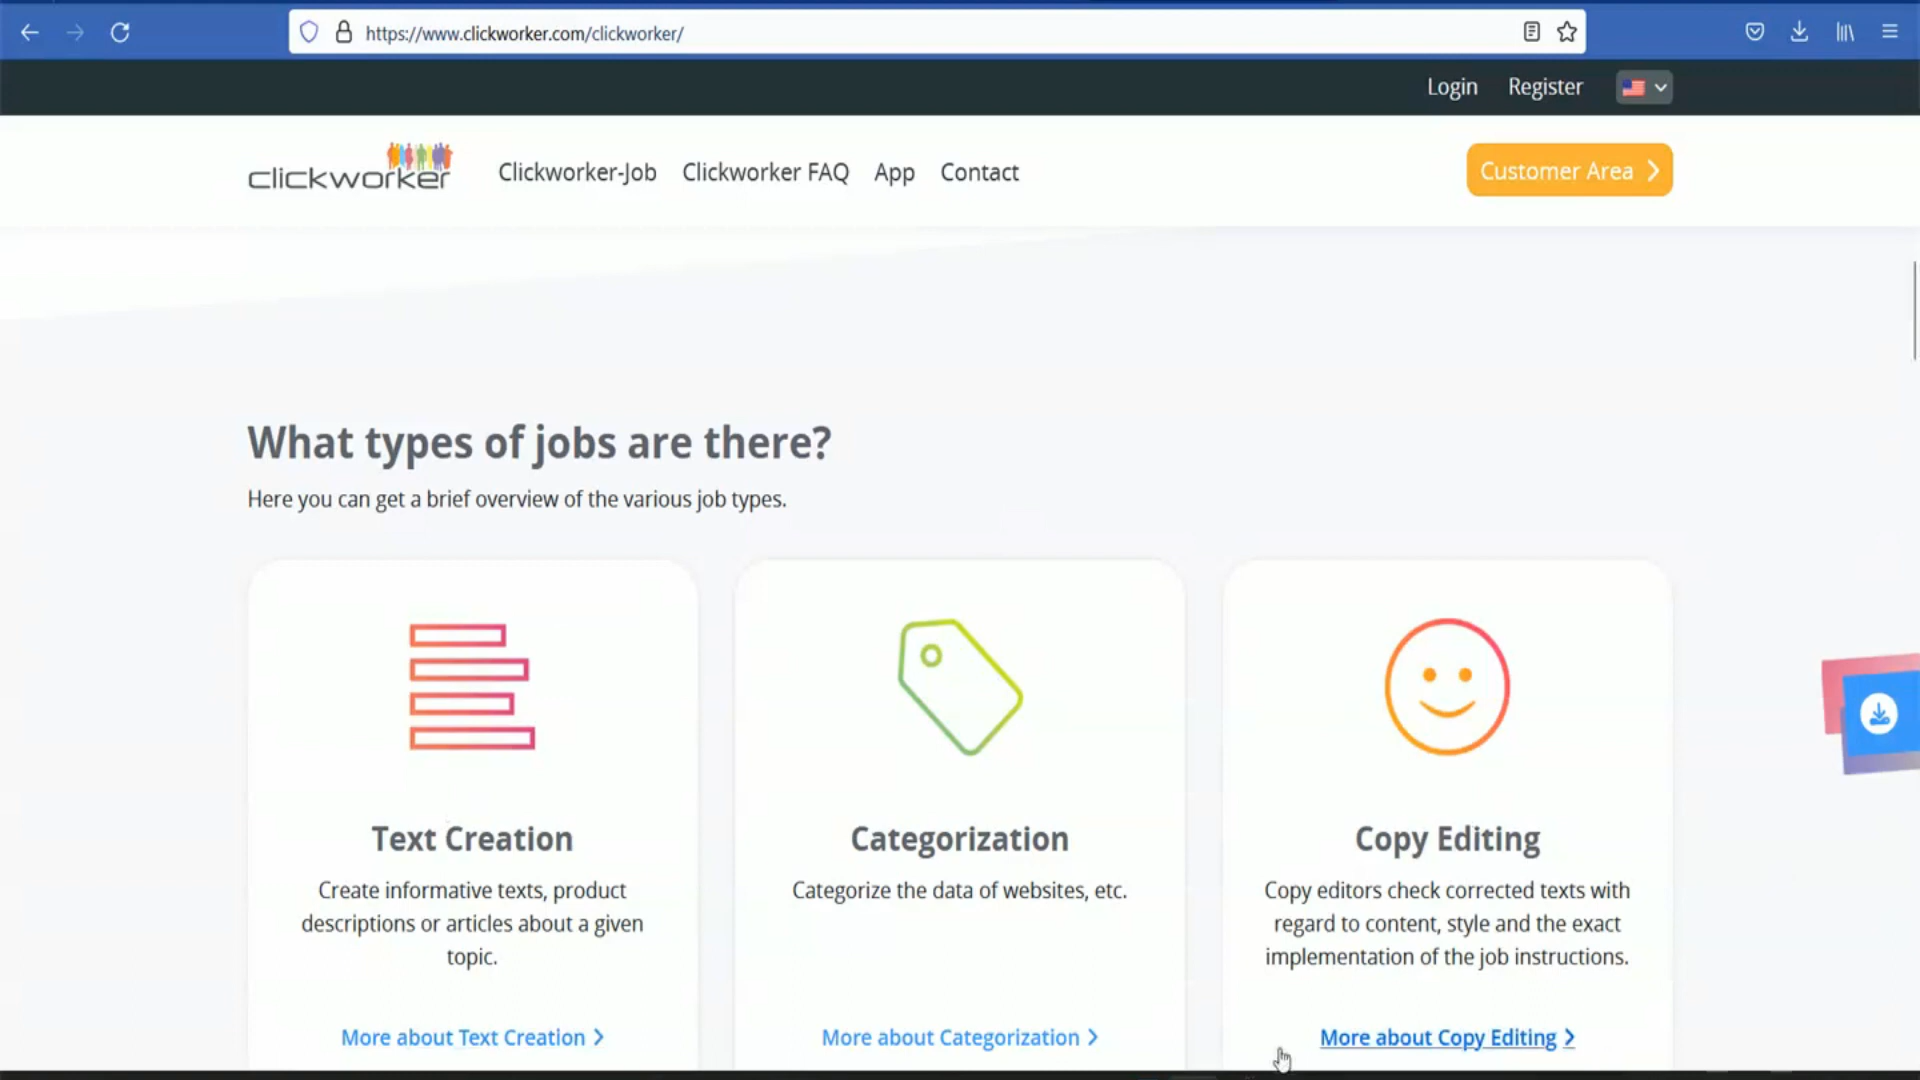 https://www.clickworker.com/clickworker/
Login Register
clickworker Clickworker-Job Clickworker FAQ App Contact Customer Area
What types of jobs are there?
Here you can get a brief overview of the various job types.
Text Creation
Create informative texts, product
descriptions or articles about a given
topic.
More about Text Creation
Categorization
Categorize the data of websites, etc.
More about Categorization
Copy Editing
Copy editors check corrected texts with
regard to content, style and the exact
implementation of the job instructions.
More about Copy Editing